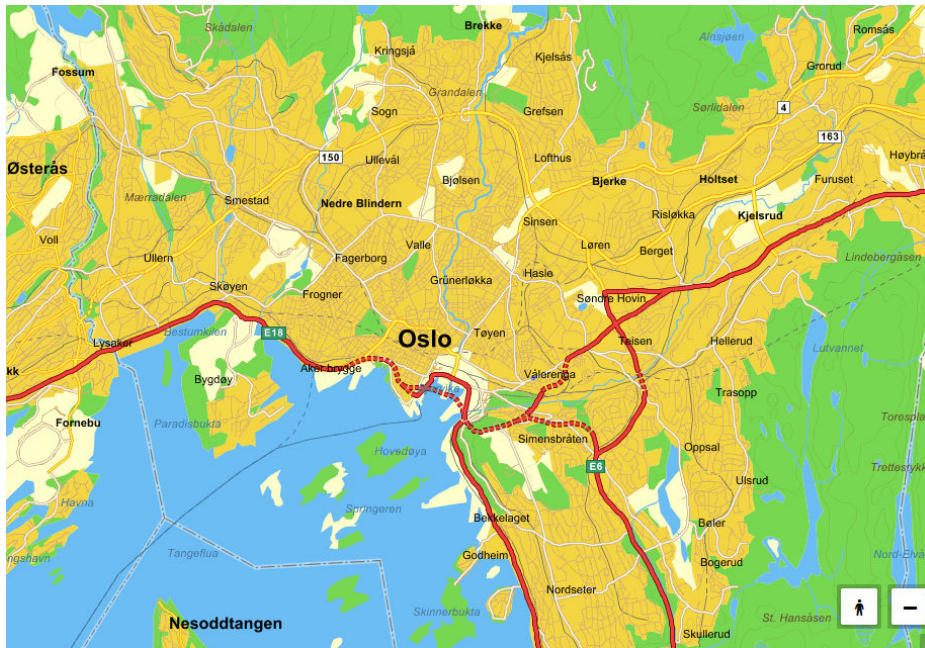 Skådalen
Brekke
Romsås
Alnsjøen
Kringsjå
Kjelsås
Fossum
Grorud
Grandalen
Sogn
Grefsen
Sørlidalen
4
163
150
Ullevål
Lofthus
Høybrå
Østerås
Bjølsen
Bjerke
Holtset
Furuset
Mærradalen
Smestad
Nedre Blindern
Risløkka
Kjelsrud
Sinsen
Voll
Valle
Løren
Berget
Ullern
Fagerborg
Lindebergåsen
Grünerløkka
Hasle
Skøyen
Frogner
Søndre Hovin
Bestumkilen
E18
Oslo
Tøyen
Lysaker
Teisen
Hellerud
Lutvannet
kk
Aker brygge
Vålerenga
Bygdøy
Trasopp
Fornebu
Paradisbukta
Torespla
Simensbråten
Oppsal
Hovedøya
E6
Trettestykk
Ulsrud
Havna
Springeren
Bekkelaget
Bøler
Tangeflua
Nord-Elvå
ngshavn
Godheim
Bogerud
Nordseter
Skinnerbukta
St. Hansåsen
Nesoddtangen
Skullerud